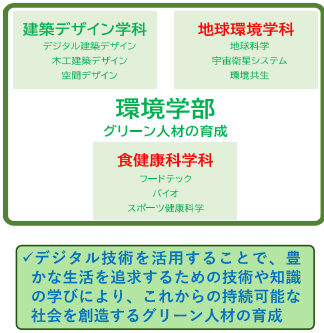 建築デザイン学科
デジタル建築デザイン
木工建築デザイン
空間デザイン
地球環境学科
地球科学
宇宙衛星システム
環境共生
環境学部
グリーン人材の育成
食健康科学科
フードテック
バイオ
スポーツ健康科学
✓デジタル技術を活用することで、豊
かな生活を追求するための技術や知識
の学びにより、これからの持続可能な
社会を創造するグリーン人材の育成